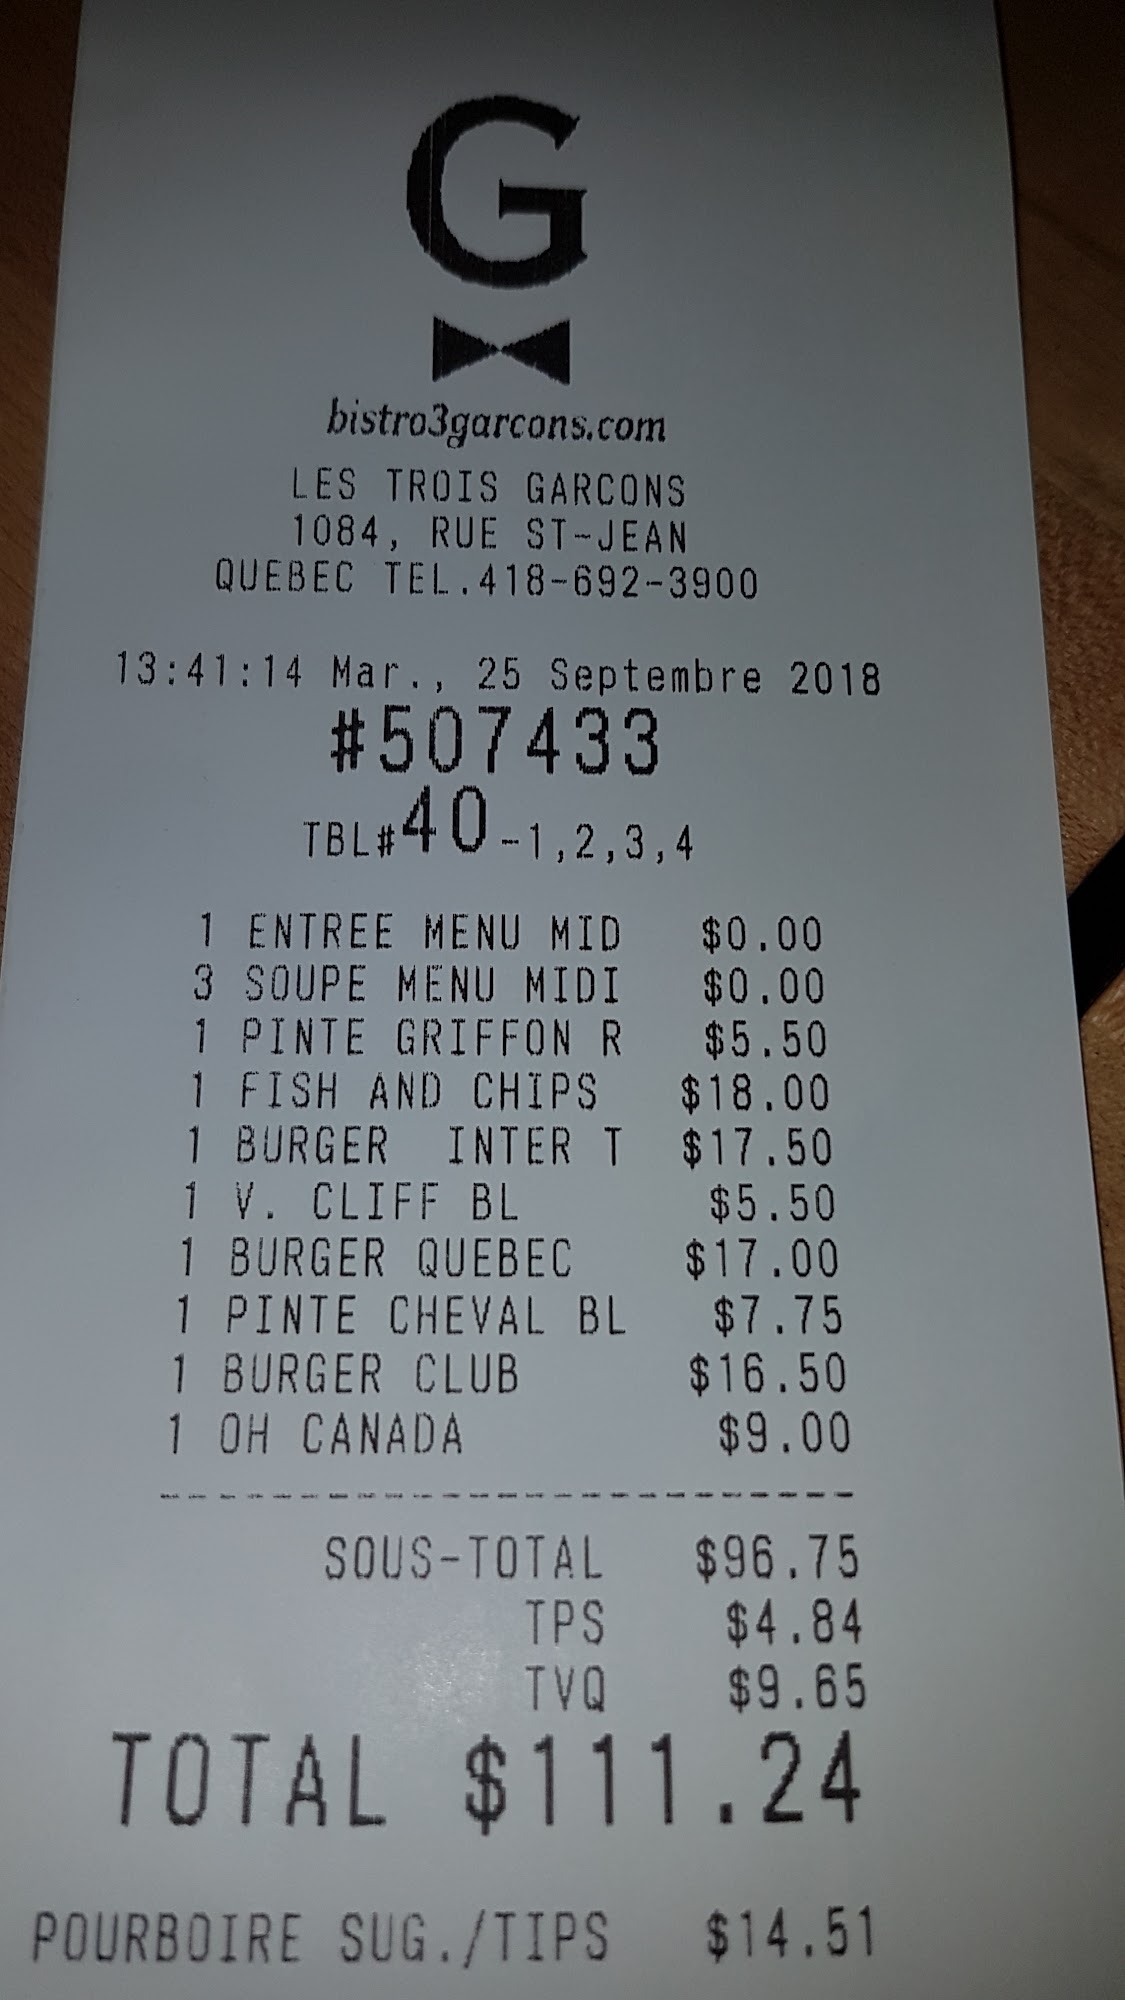 G
bistro3garcons.com
LES TROIS GARCONS
1084, RUE ST-JEAN
QUEBEC TEL.418-692-3900
13:41:14 Mar., 25 Septembre 2018
#507433
TBL#40-1,2,3,4
1 ENTREE MENU MID $0.00
3 SOUPE MENU MIDI $0.00
1 PINTE GRIFFON R $5.50
1 FISH AND CHIPS $18.00
1 BURGER INTER T $17.50
1 V. CLIFF BL $5.50
1 BURGER QUEBEC $17.00
1 PINTE CHEVAL BL $7.75
1 BURGER CLUB $16.50
1 OH CANADA $9.00
SOUS-TOTAL $96.75
TPS $4.84
TVQ $9.65
TOTAL $111.24
POURBOIRE SUG./TIPS $14.51